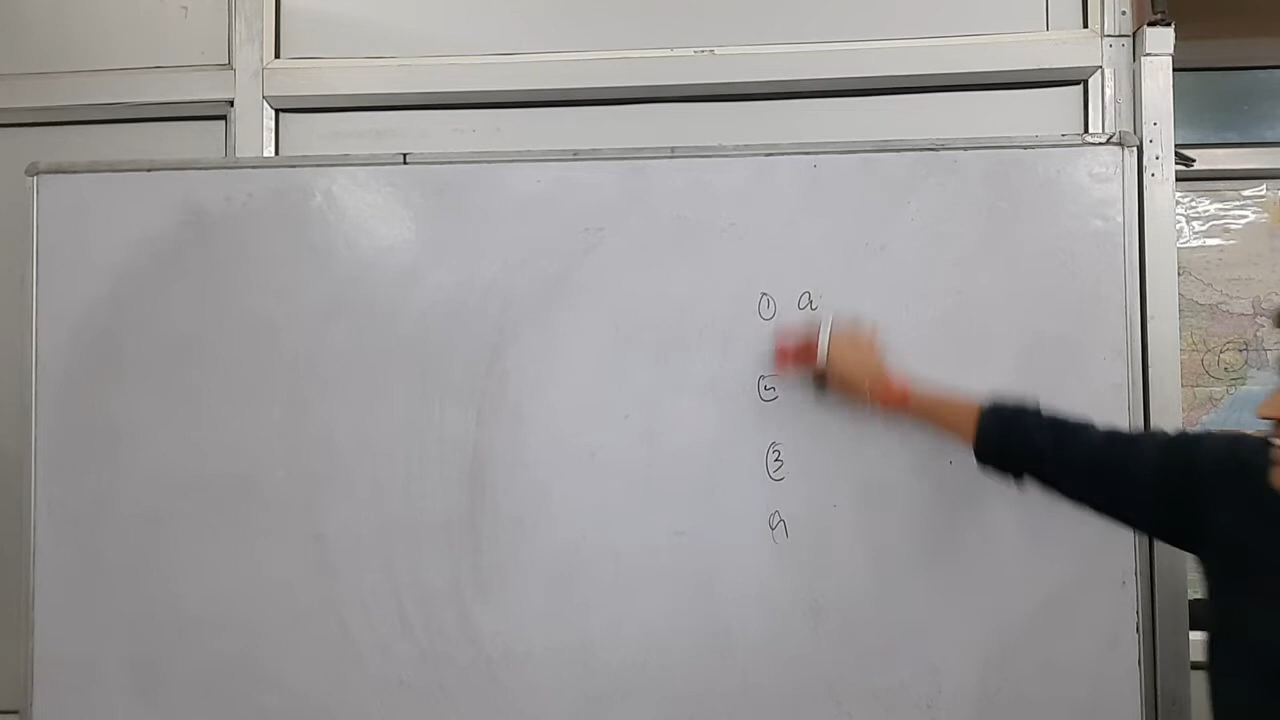 ① a
②
③
④